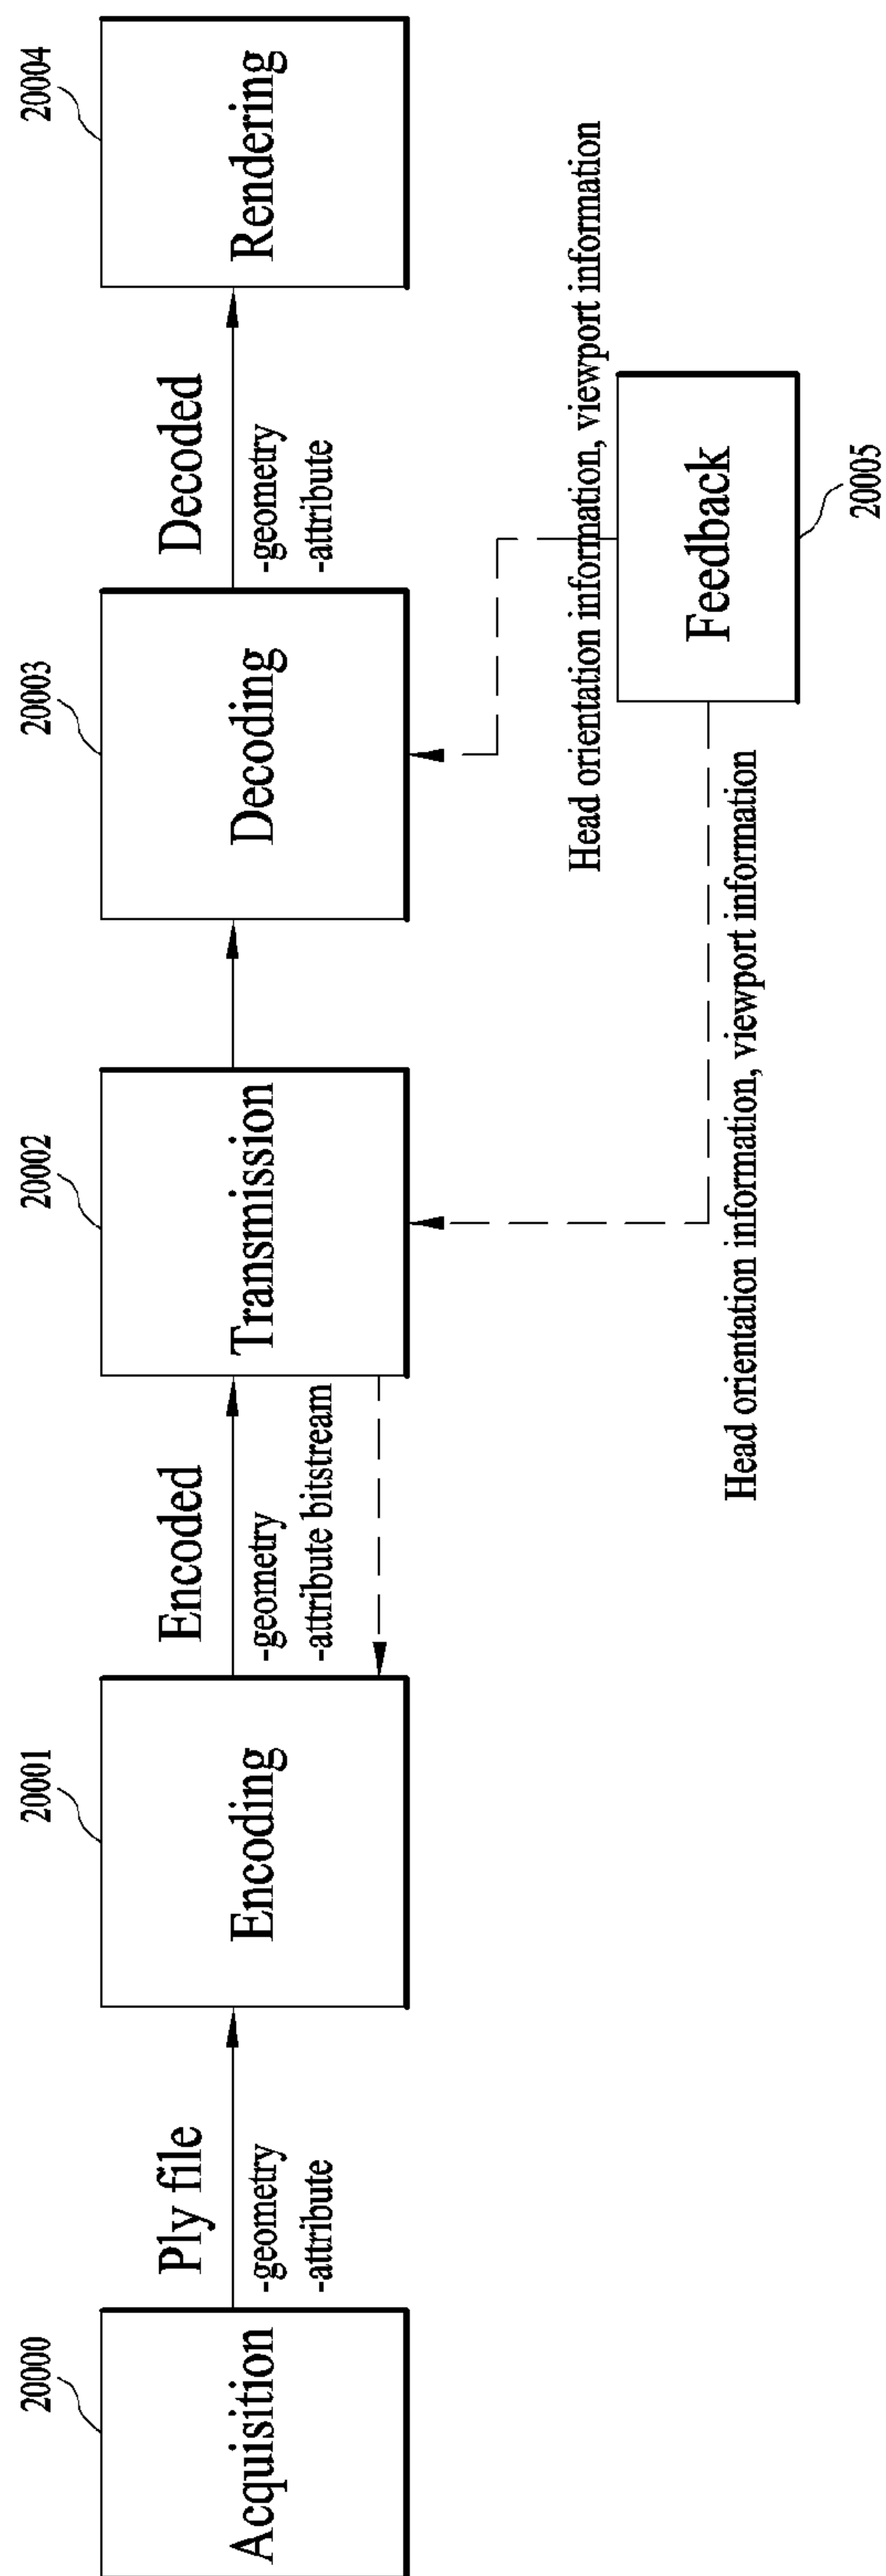 20000
Acquisition
Ply file
-geometry
-attribute
20001
Encoding
Encoded
-geometry
-attribute bitstream
20002
Transmission
20003
Decoding
Decoded
-geometry
-attribute
20004
Rendering
Head orientation information, viewport information
Feedback
20005
Head orientation information, viewport information